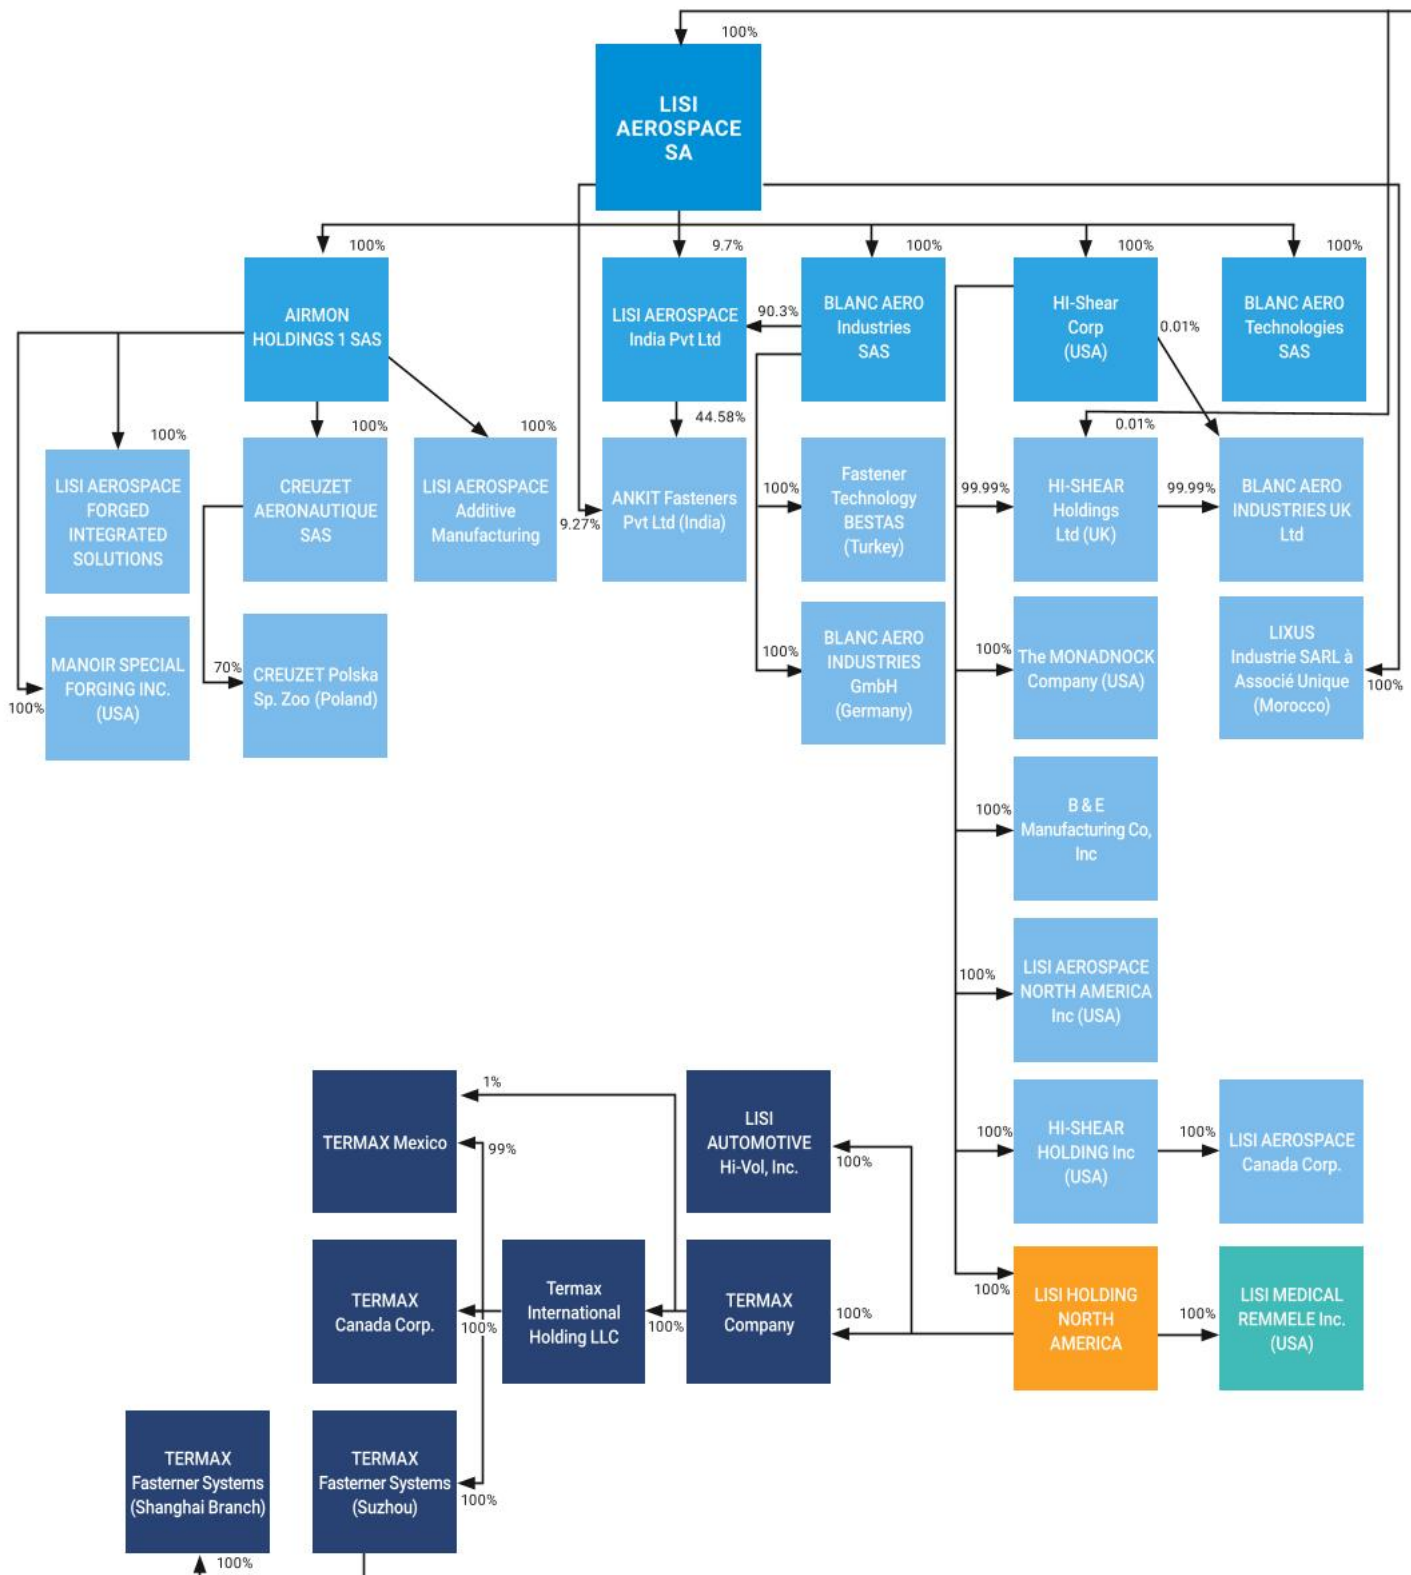 100%
LISI
AEROSPACE
SA
100%
9.7%
100%
100%
100%
AIRMON
HOLDINGS 1 SAS
LISI AEROSPACE
India Pvt Ltd
90.3%
BLANC AERO
Industries
SAS
HI-Shear
Corp
(USA)
0.01%
BLANC AERO
Technologies
SAS
100%
100%
100%
44.58%
0.01%
LISI AEROSPACE
FORGED
INTEGRATED
SOLUTIONS
CREUZET
AERONAUTIQUE
SAS
LISI AEROSPACE
Additive
Manufacturing
9.27%
ANKIT Fasteners
Pvt Ltd (India)
100%
Fastener
Technology
BESTAS
(Turkey)
99.99%
HI-SHEAR
Holdings
Ltd (UK)
99.99%
BLANC AERO
INDUSTRIES UK
Ltd
100%
MANOIR SPECIAL
FORGING INC.
(USA)
70%
CREUZET Polska
Sp. Zoo (Poland)
100%
BLANC AERO
INDUSTRIES
GmbH
(Germany)
100%
The MONADNOCK
Company (USA)
LIXUS
Industrie SARL à
Associé Unique
(Morocco)
100%
100%
B & E
Manufacturing Co,
Inc
100%
LISI AEROSPACE
NORTH AMERICA
Inc (USA)
1%
TERMAX Mexico
99%
LISI
AUTOMOTIVE
Hi-Vol, Inc.
100%
100%
HI-SHEAR
HOLDING Inc
(USA)
100%
LISI AEROSPACE
Canada Corp.
TERMAX
Canada Corp.
100%
Termax
International
Holding LLC
100%
TERMAX
Company
100%
100%
LISI HOLDING
NORTH
AMERICA
100%
LISI MEDICAL
REMMELE Inc.
(USA)
TERMAX
Fasterner Systems
(Shanghai Branch)
TERMAX
Fasterner Systems
(Suzhou)
100%
100%